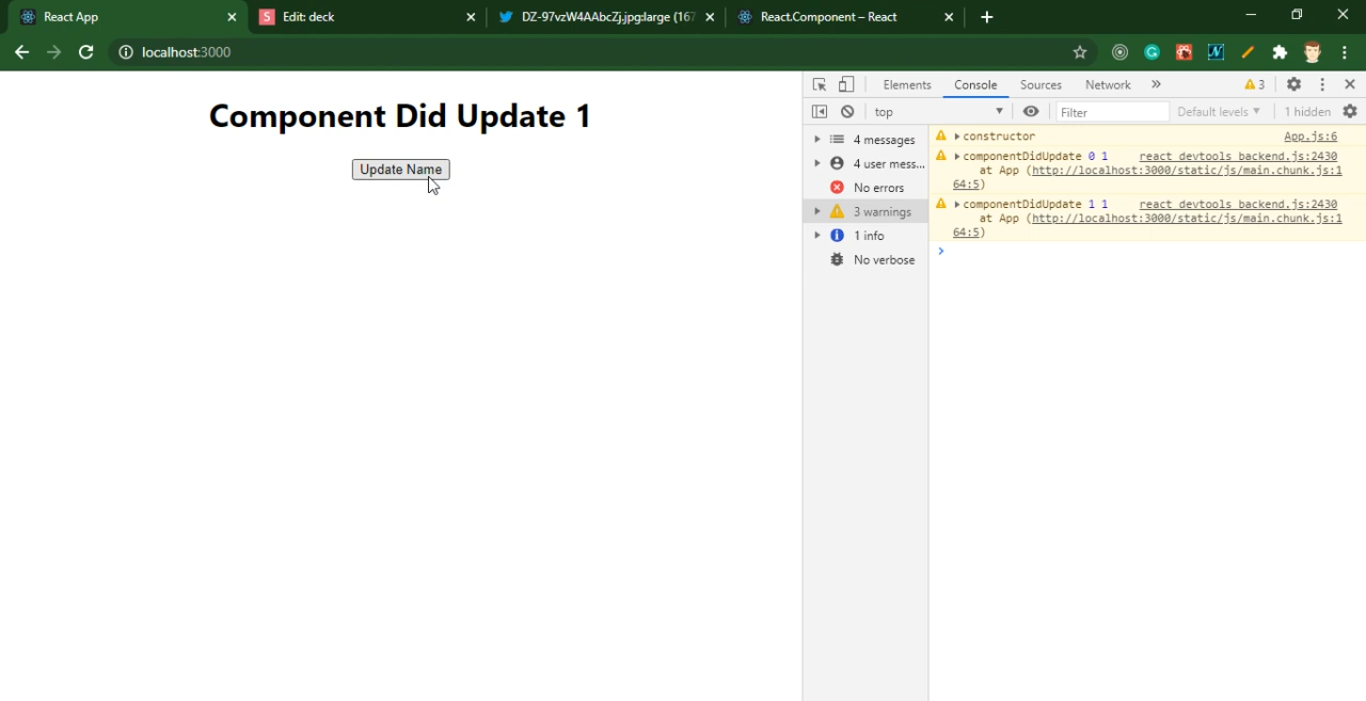 React App
Edit: deck
DZ-97vzW4AAbcZj.jpg:large (167
React.Component – React
localhost:3000
Component Did Update 1
Update Name
Elements Console Sources Network
3
top
Filter
Default levels
1 hidden
4 messages
4 user mess...
No errors
3 warnings
1 info
No verbose
constructor App.js:6
componentDidUpdate 0 1 react_devtools_backend.js:2430
at App (http://localhost:3000/static/js/main.chunk.js:1
64:5)
componentDidUpdate 1 1 react_devtools_backend.js:2430
at App (http://localhost:3000/static/js/main.chunk.js:1
64:5)